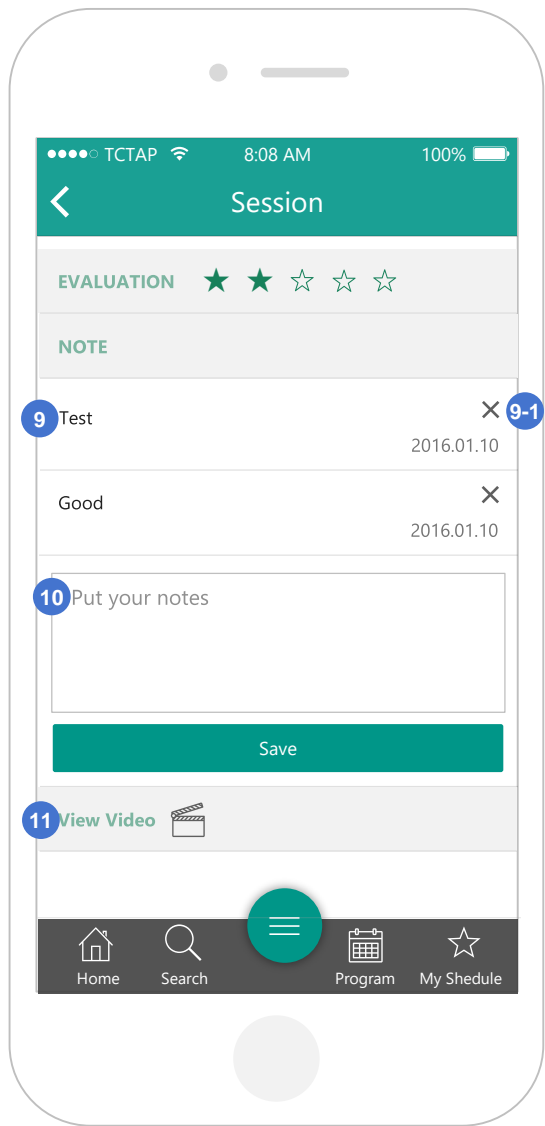 TCTAP 8:08 AM 100%
Session
EVALUATION
NOTE
9 Test 9-1
2016.01.10
Good
2016.01.10
10 Put your notes
Save
11 View Video
Home Search Program My Shedule